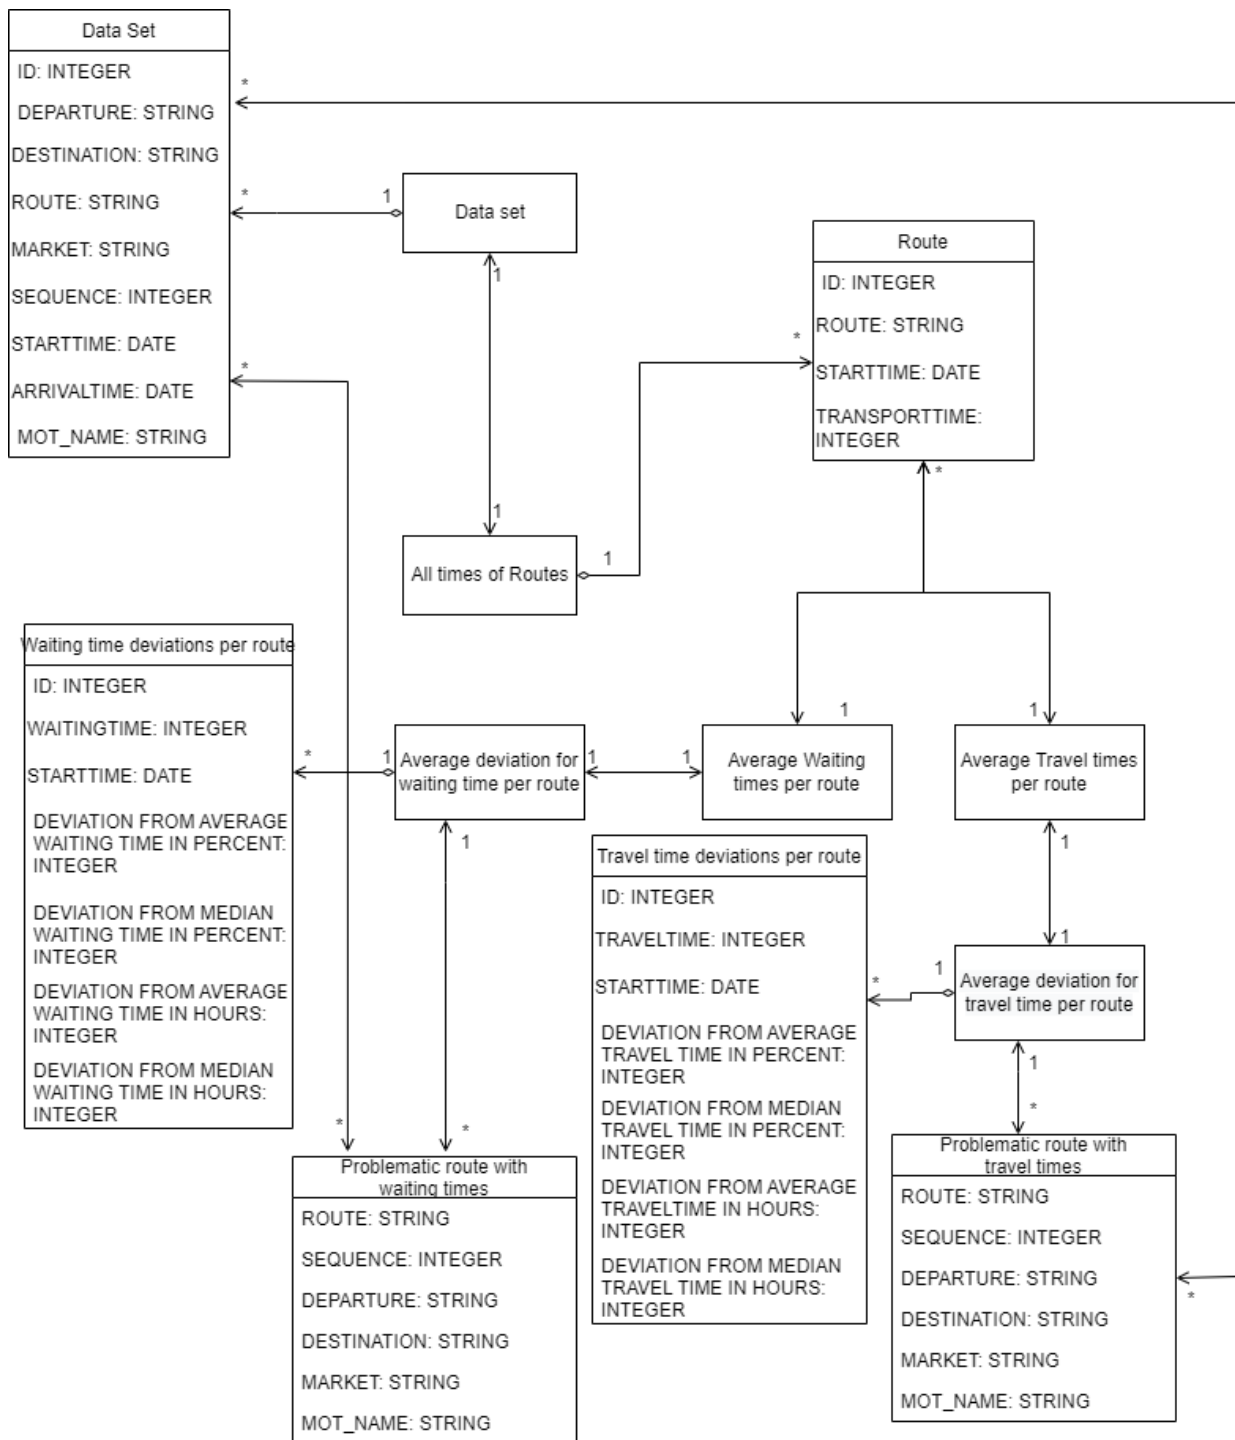 Data Set
ID: INTEGER
DEPARTURE: STRING
DESTINATION: STRING
ROUTE: STRING
MARKET: STRING
SEQUENCE: INTEGER
STARTTIME: DATE
ARRIVALTIME: DATE
MOT_NAME: STRING
*
*
1
*
Data set
1
1
All times of Routes
1
*
Route
ID: INTEGER
ROUTE: STRING
STARTTIME: DATE
TRANSPORTTIME:
INTEGER
*
1
1
Waiting time deviations per route
ID: INTEGER
WAITINGTIME: INTEGER
STARTTIME: DATE
DEVIATION FROM AVERAGE
WAITING TIME IN PERCENT:
INTEGER
DEVIATION FROM MEDIAN
WAITING TIME IN PERCENT:
INTEGER
DEVIATION FROM AVERAGE
WAITING TIME IN HOURS:
INTEGER
DEVIATION FROM MEDIAN
WAITING TIME IN HOURS:
INTEGER
*
1
Average deviation for
waiting time per route
1
1
Average Waiting
times per route
Average Travel times
per route
1
1
1
Travel time deviations per route
ID: INTEGER
TRAVELTIME: INTEGER
STARTTIME: DATE
DEVIATION FROM AVERAGE
TRAVEL TIME IN PERCENT:
INTEGER
DEVIATION FROM MEDIAN
TRAVEL TIME IN PERCENT:
INTEGER
DEVIATION FROM AVERAGE
TRAVELTIME IN HOURS:
INTEGER
DEVIATION FROM MEDIAN
TRAVEL TIME IN HOURS:
INTEGER
*
1
Average deviation for
travel time per route
1
*
*
*
Problematic route with
waiting times
ROUTE: STRING
SEQUENCE: INTEGER
DEPARTURE: STRING
DESTINATION: STRING
MARKET: STRING
MOT_NAME: STRING
Problematic route with
travel times
ROUTE: STRING
SEQUENCE: INTEGER
DEPARTURE: STRING
DESTINATION: STRING
MARKET: STRING
MOT_NAME: STRING
*